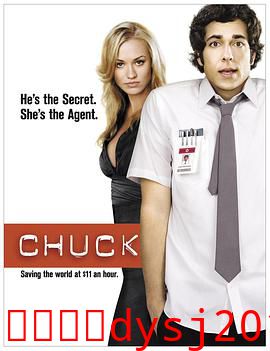 He's the Secret.
She's the Agent.
CHUCK
Saving the world at $11 an hour.
dysj20